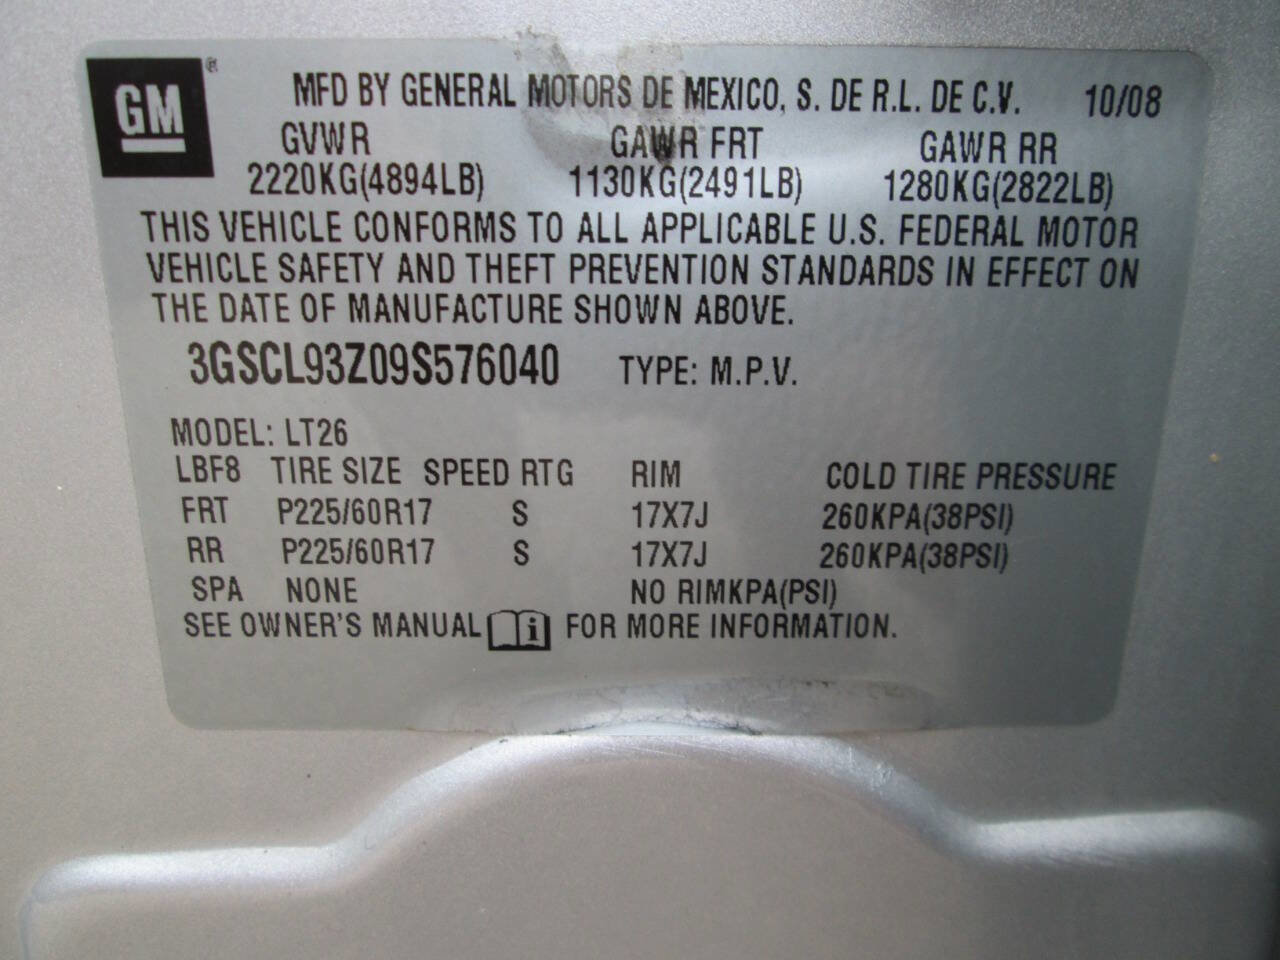 GM ®
MFD BY GENERAL MOTORS DE MEXICO, S. DE R.L. DE C.V. 10/08
GVWR GAWR FRT GAWR RR
2220KG(4894LB) 1130KG(2491LB) 1280KG(2822LB)
THIS VEHICLE CONFORMS TO ALL APPLICABLE U.S. FEDERAL MOTOR
VEHICLE SAFETY AND THEFT PREVENTION STANDARDS IN EFFECT ON
THE DATE OF MANUFACTURE SHOWN ABOVE.
3GSCL93Z09S576040 TYPE: M.P.V.
MODEL: LT26
LBF8 TIRE SIZE SPEED RTG RIM COLD TIRE PRESSURE
FRT P225/60R17 S 17X7J 260KPA(38PSI)
RR P225/60R17 S 17X7J 260KPA(38PSI)
SPA NONE NO RIMKPA(PSI)
SEE OWNER'S MANUAL i FOR MORE INFORMATION.